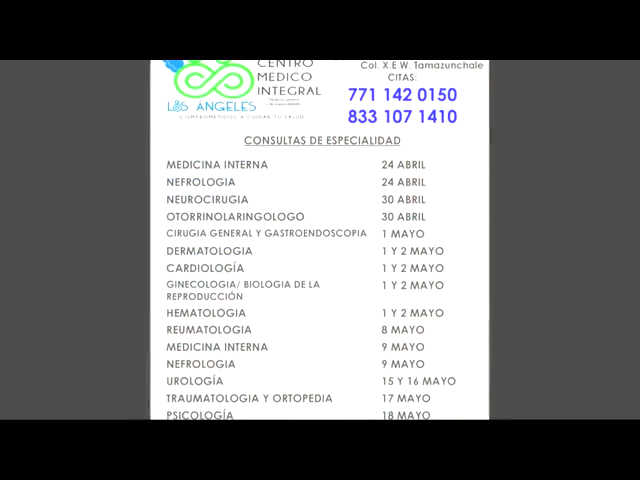 CENTRO
MEDICO
INTEGRAL
LOS ANGELES
COMPROMETIDOS A CUIDAR TU SALUD
Col. X.E.W. Tamazunchale
CITAS:
771 142 0150
833 107 1410
CONSULTAS DE ESPECIALIDAD
MEDICINA INTERNA 24 ABRIL
NEFROLOGIA 24 ABRIL
NEUROCIRUGIA 30 ABRIL
OTORRINOLARINGOLOGO 30 ABRIL
CIRUGIA GENERAL Y GASTROENDOSCOPIA 1 MAYO
DERMATOLOGIA 1 Y 2 MAYO
CARDIOLOGÍA 1 Y 2 MAYO
GINECOLOGIA/ BIOLOGIA DE LA 1 Y 2 MAYO
REPRODUCCIÓN
HEMATOLOGIA 1 Y 2 MAYO
REUMATOLOGIA 8 MAYO
MEDICINA INTERNA 9 MAYO
NEFROLOGIA 9 MAYO
UROLOGÍA 15 Y 16 MAYO
TRAUMATOLOGIA Y ORTOPEDIA 17 MAYO
PSICOLOGÍA 18 MAYO